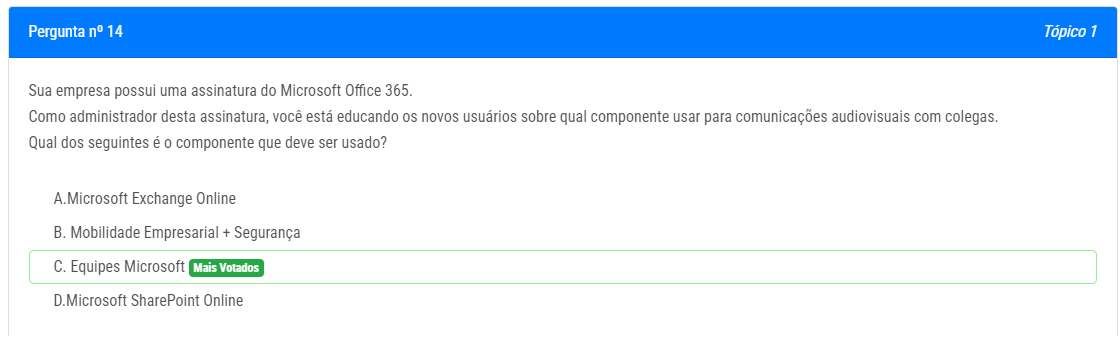 Pergunta nº 14
Tópico 1
Sua empresa possui uma assinatura do Microsoft Office 365.
Como administrador desta assinatura, você está educando os novos usuários sobre qual componente usar para comunicações audiovisuais com colegas.
Qual dos seguintes é o componente que deve ser usado?
A.Microsoft Exchange Online
B. Mobilidade Empresarial + Segurança
C. Equipes Microsoft Mais Votados
D.Microsoft SharePoint Online